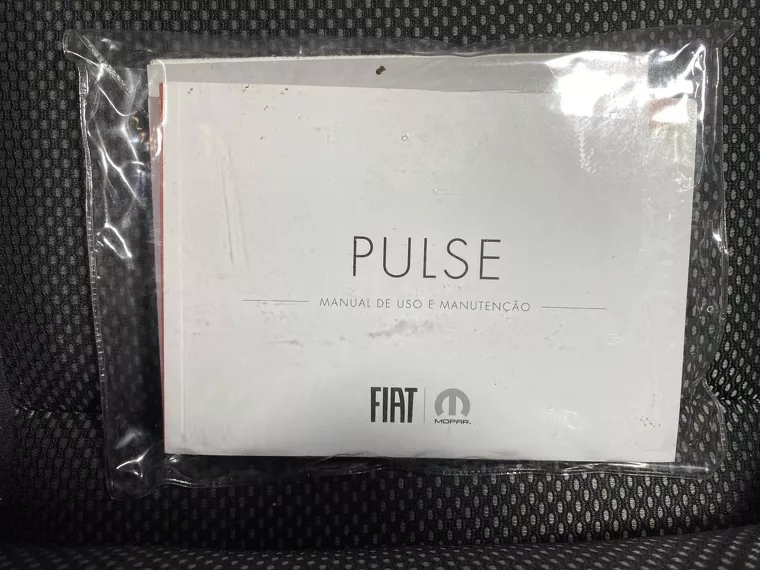 PULSE
MANUAL DE USO E MANUTENÇÃO
FIAT
MOPAR.